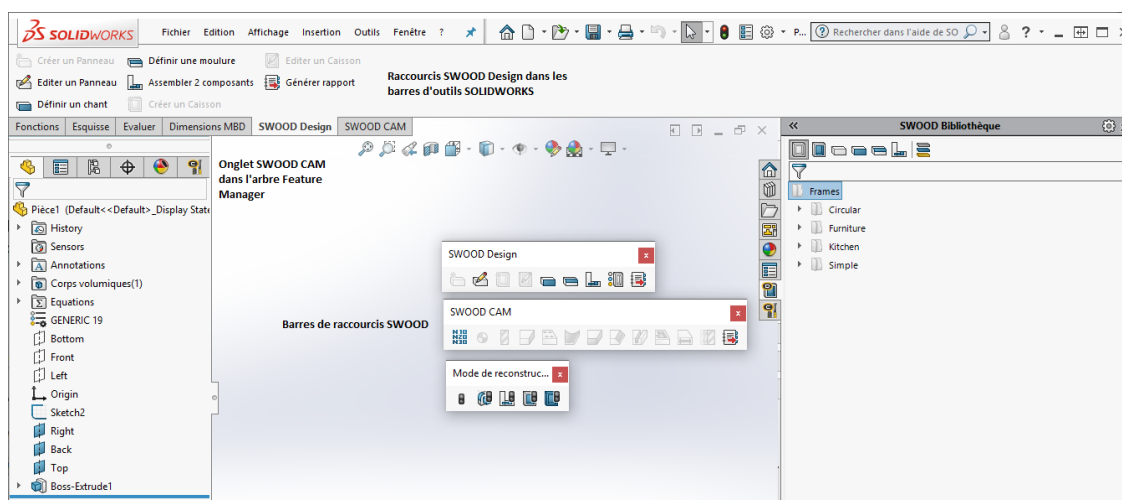 SOLIDWORKS Fichier Edition Affichage Insertion Outils Fenêtre ? P... Rechercher dans l'aide de SO ?
Créer un Panneau Définir une moulure Editer un Caisson
Editer un Panneau Assembler 2 composants Générer rapport
Définir un chant Créer un Caisson
Raccourcis SWOOD Design dans les
barres d'outils SOLIDWORKS
Fonctions Esquisse Evaluer Dimensions MBD SWOOD Design SWOOD CAM
SWOOD Bibliothèque
Onglet SWOOD CAM
dans l'arbre Feature
Manager
Pièce1 (Default<<Default>_Display State
History
Sensors
Annotations
Corps volumiques(1)
Equations
GENERIC 19
Bottom
Front
Left
Origin
Sketch2
Right
Back
Top
Boss-Extrude1
Barres de raccourcis SWOOD
SWOOD Design
x
SWOOD CAM
x
N10
N20
N30
Mode de reconstruc...
x
Frames
Circular
Furniture
Kitchen
Simple